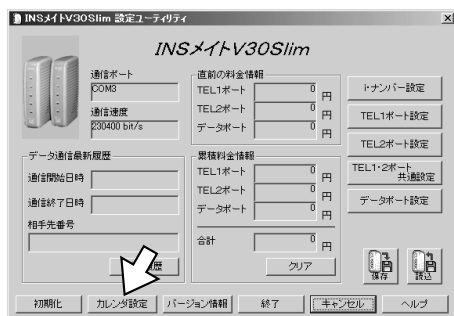 INSメイトV30Slim 設定ユーティリティ
INSメイトV30Slim
通信ポート
COM3
通信速度
230400 bit/s
直前の料金情報
TEL1ポート 0 円
TEL2ポート 0 円
データポート 0 円
i・ナンバー設定
TEL1ポート設定
TEL2ポート設定
TEL1・2ポート
共通設定
データポート設定
データ通信最新履歴
通信開始日時
通信終了日時
相手先番号
履歴
累積料金情報
TEL1ポート 0 円
TEL2ポート 0 円
データポート 0 円
合計 0 円
クリア
保存 読込
初期化 カレンダ設定 バージョン情報 終了 キャンセル ヘルプ